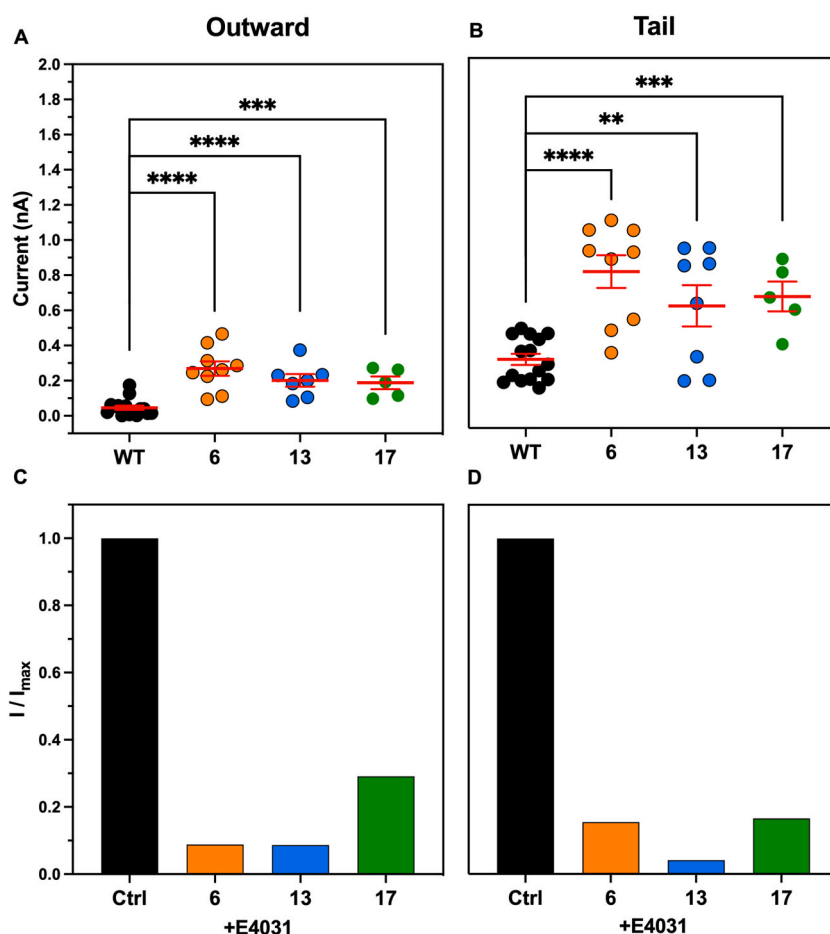 Outward
Tail
A
B
2.0
1.8
1.6
1.4
1.2
1.0
0.8
0.6
0.4
0.2
0.0
Current (nA)
***
****
****
***
**
****
WT 6 13 17
WT 6 13 17
C
D
1.0
0.8
0.6
0.4
0.2
0.0
I / Imax
Ctrl 6 13 17
Ctrl 6 13 17
+E4031
+E4031